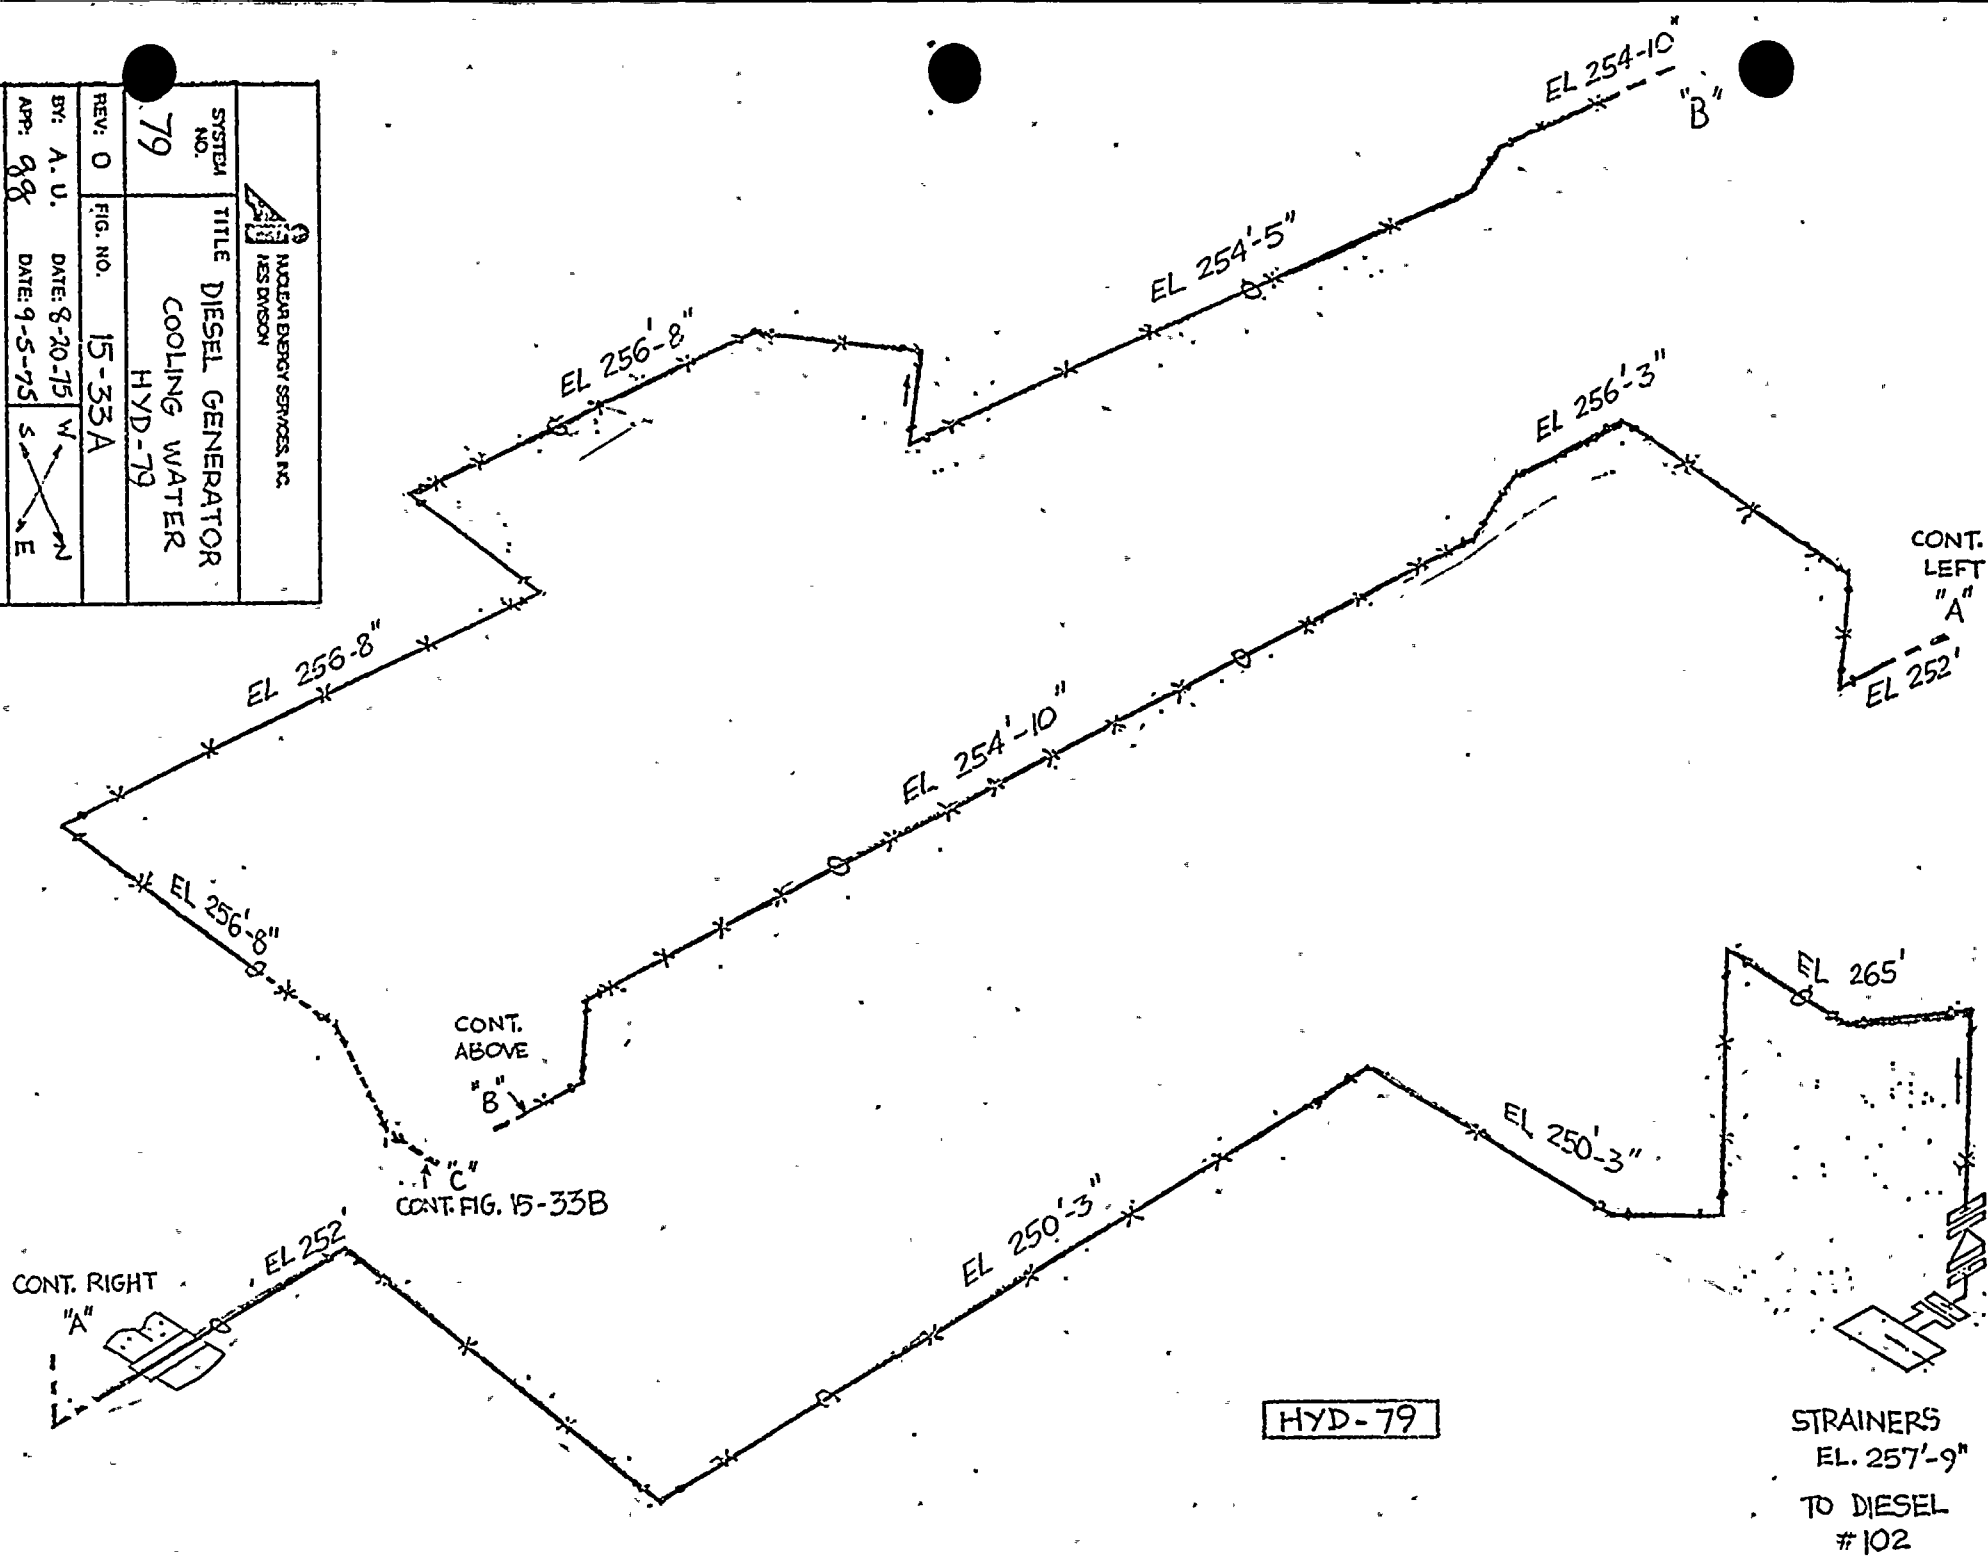 NUCLEAR ENERGY SERVICES, INC.
NES DIVISION
SYSTEM
NO.
79
TITLE DIESEL GENERATOR
COOLING WATER
HYD-79
REV: 0
FIG. NO. 15-33A
BY: A. U. DATE: 8-20-75
APP: DATE: 9-5-75
W
N
S
E
EL 254-10"
"B"
EL 254'-5"
EL 256'-8"
EL 256'-3"
CONT.
LEFT
"A"
EL 252'
EL 256-8"
EL 254'-10"
EL 256'-8"
EL 265'
CONT.
ABOVE
"B"
EL 250'-3"
"C"
CONT. FIG. 15-33B
EL 250'-3"
EL 252'
CONT. RIGHT
"A"
HYD-79
STRAINERS
EL. 257'-9"
TO DIESEL
#102